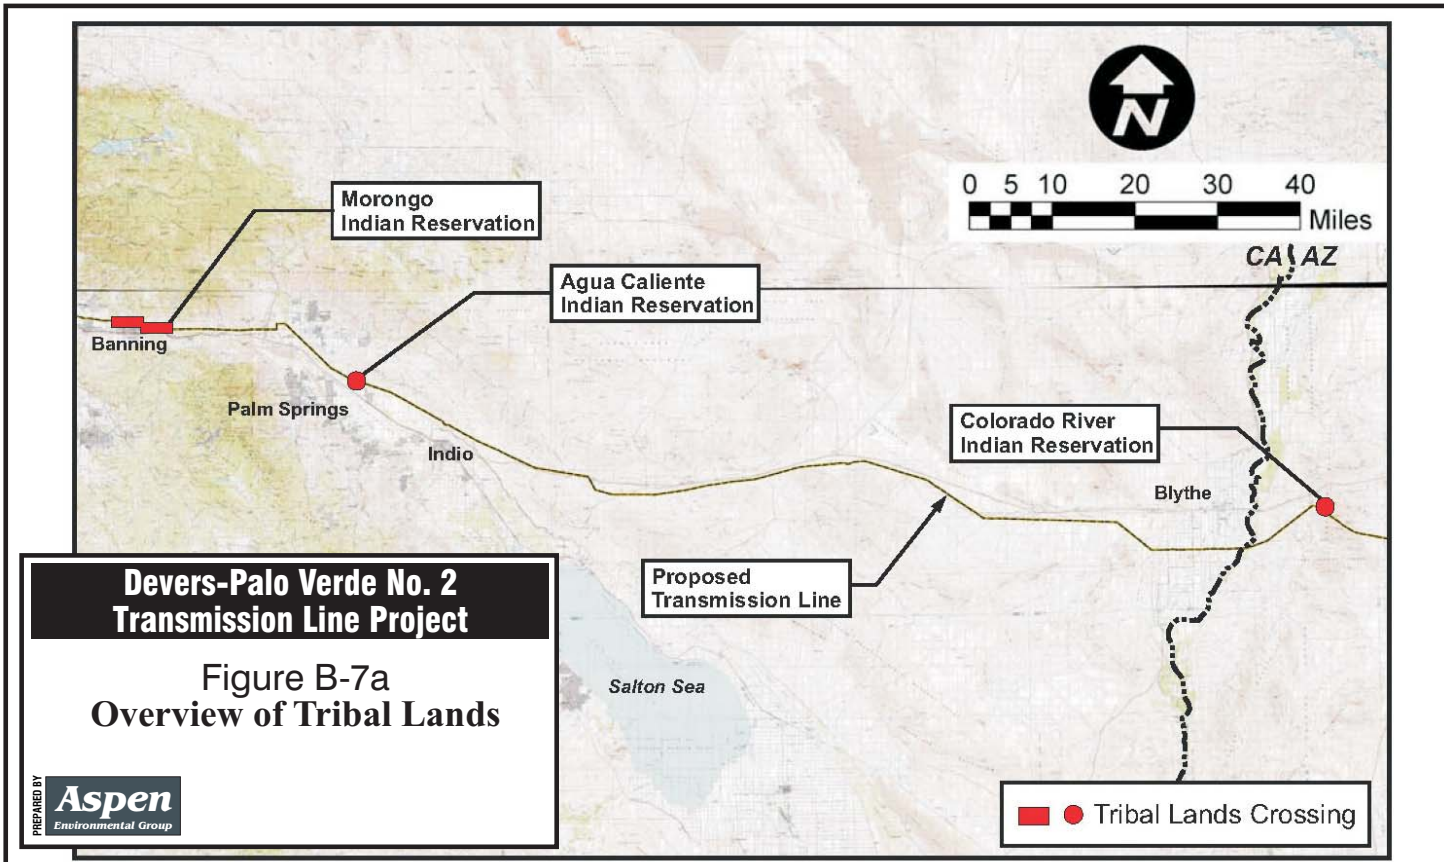 N
0 5 10 20 30 40
Miles
CA AZ
Morongo
Indian Reservation
Agua Caliente
Indian Reservation
Banning
Palm Springs
Indio
Colorado River
Indian Reservation
Blythe
Proposed
Transmission Line
Salton Sea
Devers-Palo Verde No. 2
Transmission Line Project
Figure B-7a
Overview of Tribal Lands
PREPARED BY
Aspen
Environmental Group
Tribal Lands Crossing